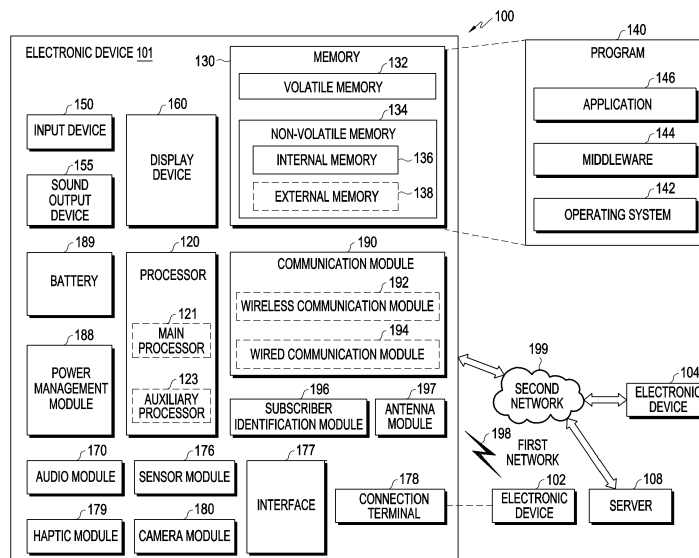 100
ELECTRONIC DEVICE 101
130
MEMORY
132
VOLATILE MEMORY
134
NON-VOLATILE MEMORY
INTERNAL MEMORY
136
EXTERNAL MEMORY
138
140
PROGRAM
146
APPLICATION
144
MIDDLEWARE
142
OPERATING SYSTEM
150
INPUT DEVICE
155
SOUND
OUTPUT
DEVICE
160
DISPLAY
DEVICE
189
BATTERY
120
PROCESSOR
121
MAIN
PROCESSOR
123
AUXILIARY
PROCESSOR
190
COMMUNICATION MODULE
192
WIRELESS COMMUNICATION MODULE
194
WIRED COMMUNICATION MODULE
188
POWER
MANAGEMENT
MODULE
196
SUBSCRIBER
IDENTIFICATION MODULE
197
ANTENNA
MODULE
199
SECOND
NETWORK
104
ELECTRONIC
DEVICE
198
FIRST
NETWORK
170
AUDIO MODULE
176
SENSOR MODULE
177
INTERFACE
178
CONNECTION
TERMINAL
102
ELECTRONIC
DEVICE
108
SERVER
179
HAPTIC MODULE
180
CAMERA MODULE